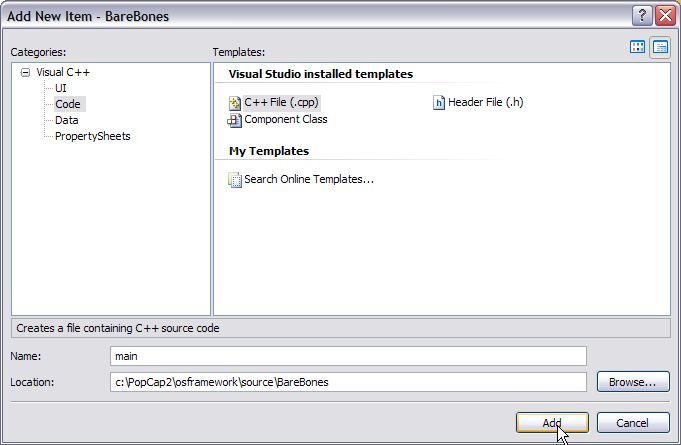 Add New Item - BareBones
Categories:
Templates:
Visual C++
UI
Code
Data
PropertySheets
Visual Studio installed templates
C++ File (.cpp)
Header File (.h)
Component Class
My Templates
Search Online Templates...
Creates a file containing C++ source code
Name:
main
Location:
c:\PopCap2\osframework\source\BareBones
Browse...
Add
Cancel